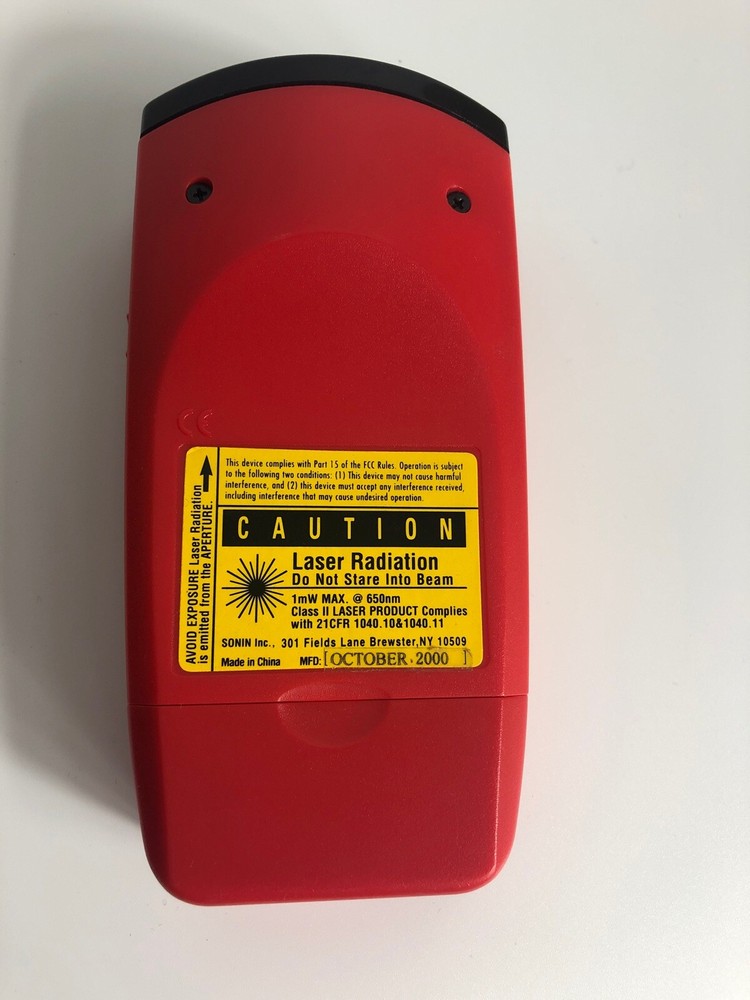 CE
This device complies with Part 15 of the FCC Rules. Operation is subject
to the following two conditions: (1) This device may not cause harmful
interference, and (2) this device must accept any interference received,
including interference that may cause undesired operation.
AVOID EXPOSURE Laser Radiation
is emitted from the APERTURE.
CAUTION
Laser Radiation
Do Not Stare Into Beam
1mW MAX. @ 650nm
Class II LASER PRODUCT Complies
with 21CFR 1040.10&1040.11
SONIN Inc., 301 Fields Lane Brewster,NY 10509
Made in China MFD: [OCTOBER 2000 ]